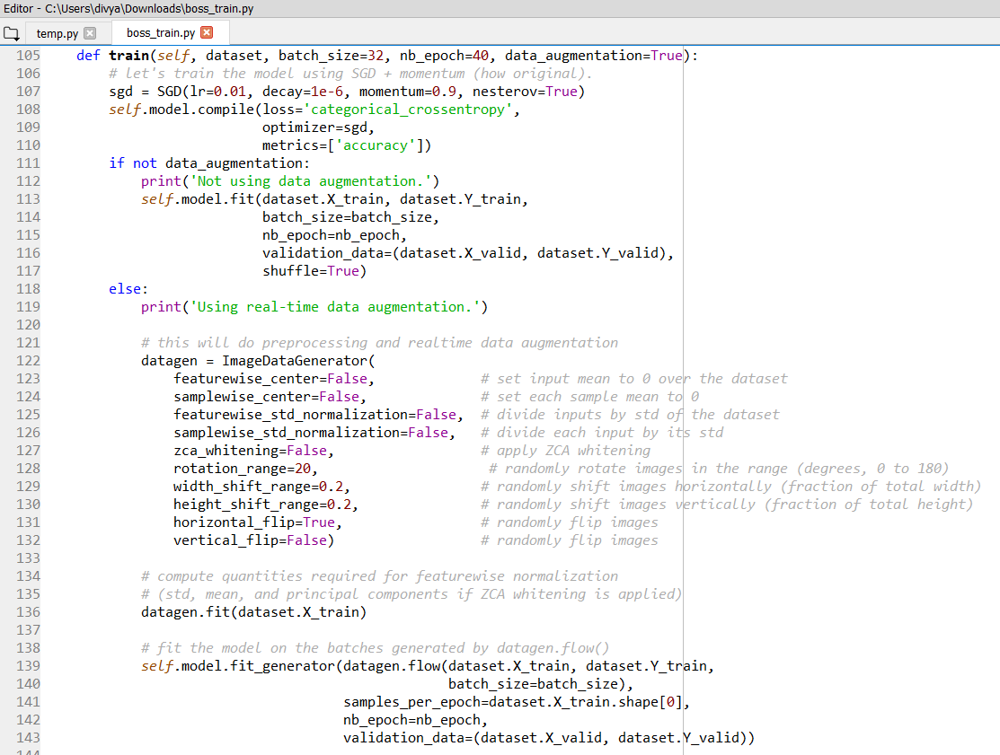 Editor - C:\Users\divya\Downloads\boss_train.py
temp.py boss_train.py
105 def train(self, dataset, batch_size=32, nb_epoch=40, data_augmentation=True):
106 # let's train the model using SGD + momentum (how original).
107 sgd = SGD(lr=0.01, decay=1e-6, momentum=0.9, nesterov=True)
108 self.model.compile(loss='categorical_crossentropy',
109 optimizer=sgd,
110 metrics=['accuracy'])
111 if not data_augmentation:
112 print('Not using data augmentation.')
113 self.model.fit(dataset.X_train, dataset.Y_train,
114 batch_size=batch_size,
115 nb_epoch=nb_epoch,
116 validation_data=(dataset.X_valid, dataset.Y_valid),
117 shuffle=True)
118 else:
119 print('Using real-time data augmentation.')
120
121 # this will do preprocessing and realtime data augmentation
122 datagen = ImageDataGenerator(
123 featurewise_center=False, # set input mean to 0 over the dataset
124 samplewise_center=False, # set each sample mean to 0
125 featurewise_std_normalization=False, # divide inputs by std of the dataset
126 samplewise_std_normalization=False, # divide each input by its std
127 zca_whitening=False, # apply ZCA whitening
128 rotation_range=20, # randomly rotate images in the range (degrees, 0 to 180)
129 width_shift_range=0.2, # randomly shift images horizontally (fraction of total width)
130 height_shift_range=0.2, # randomly shift images vertically (fraction of total height)
131 horizontal_flip=True, # randomly flip images
132 vertical_flip=False) # randomly flip images
133
134 # compute quantities required for featurewise normalization
135 # (std, mean, and principal components if ZCA whitening is applied)
136 datagen.fit(dataset.X_train)
137
138 # fit the model on the batches generated by datagen.flow()
139 self.model.fit_generator(datagen.flow(dataset.X_train, dataset.Y_train,
140 batch_size=batch_size),
141 samples_per_epoch=dataset.X_train.shape[0],
142 nb_epoch=nb_epoch,
143 validation_data=(dataset.X_valid, dataset.Y_valid))
144